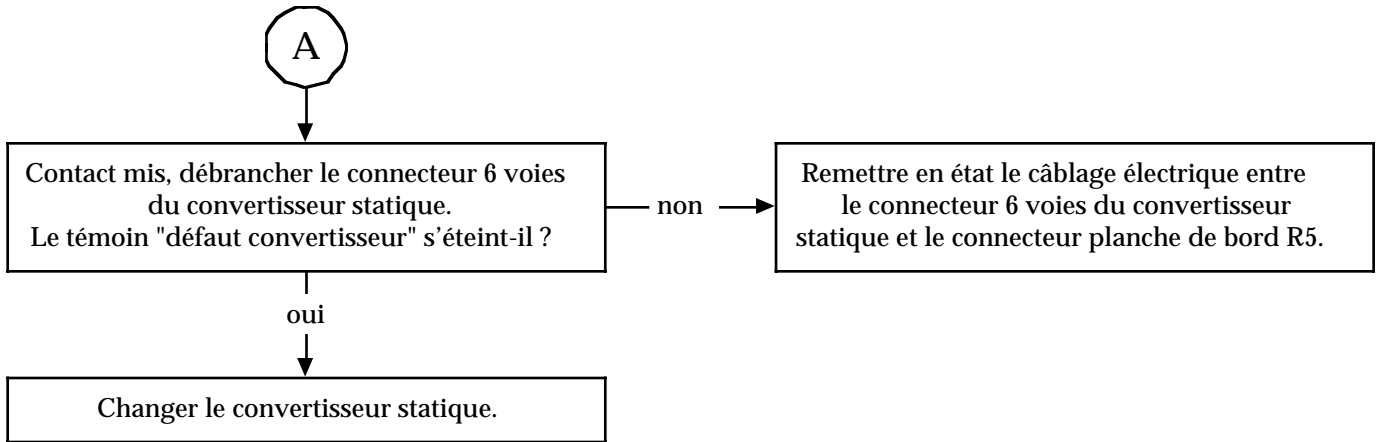 A
Contact mis, débrancher le connecteur 6 voies
du convertisseur statique.
Le témoin "défaut convertisseur" s’éteint-il ?
non
Remettre en état le câblage électrique entre
le connecteur 6 voies du convertisseur
statique et le connecteur planche de bord R5.
oui
Changer le convertisseur statique.